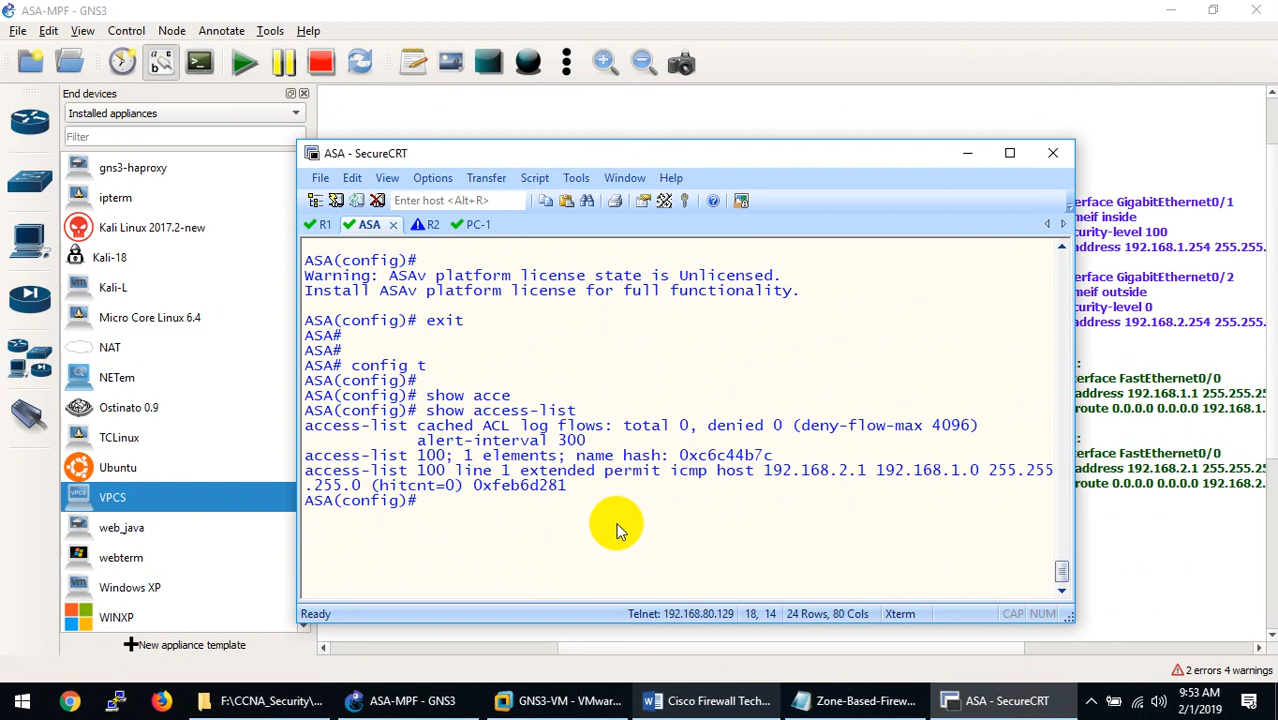 ASA-MPF - GNS3
File Edit View Control Node Annotate Tools Help
End devices
Installed appliances
Filter
gns3-haproxy
ipterm
Kali Linux 2017.2-new
Kali-18
Kali-L
Micro Core Linux 6.4
NAT
NETem
Ostinato 0.9
TCLinux
Ubuntu
VPCS
web_java
webterm
Windows XP
WINXP
New appliance template
ASA - SecureCRT
File Edit View Options Transfer Script Tools Window Help
Enter host <Alt+R>
R1 ASA R2 PC-1
ASA(config)#
Warning: ASAv platform license state is Unlicensed.
Install ASAv platform license for full functionality.
ASA(config)# exit
ASA#
ASA#
ASA# config t
ASA(config)#
ASA(config)# show acce
ASA(config)# show access-list
access-list cached ACL log flows: total 0, denied 0 (deny-flow-max 4096)
alert-interval 300
access-list 100; 1 elements; name hash: 0xc6c44b7c
access-list 100 line 1 extended permit icmp host 192.168.2.1 192.168.1.0 255.255
.255.0 (hitcnt=0) 0xfeb6d281
ASA(config)#
Ready Telnet: 192.168.80.129 18, 14 24 Rows, 80 Cols Xterm CAP NUM
erface GigabitEthernet0/1
meif inside
curity-level 100
address 192.168.1.254 255.255.
erface GigabitEthernet0/2
meif outside
curity-level 0
address 192.168.2.254 255.255.
:
erface FastEthernet0/0
address 192.168.1.1 255.255.2
route 0.0.0.0 0.0.0.0 192.168
:
erface FastEthernet0/0
address 192.168.2.1 255.255.2
route 0.0.0.0 0.0.0.0 192.168
2 errors 4 warnings
F:\CCNA_Security\... ASA-MPF - GNS3 GNS3-VM - VMwar... Cisco Firewall Tech... Zone-Based-Firew... ASA - SecureCRT
9:53 AM
2/1/2019